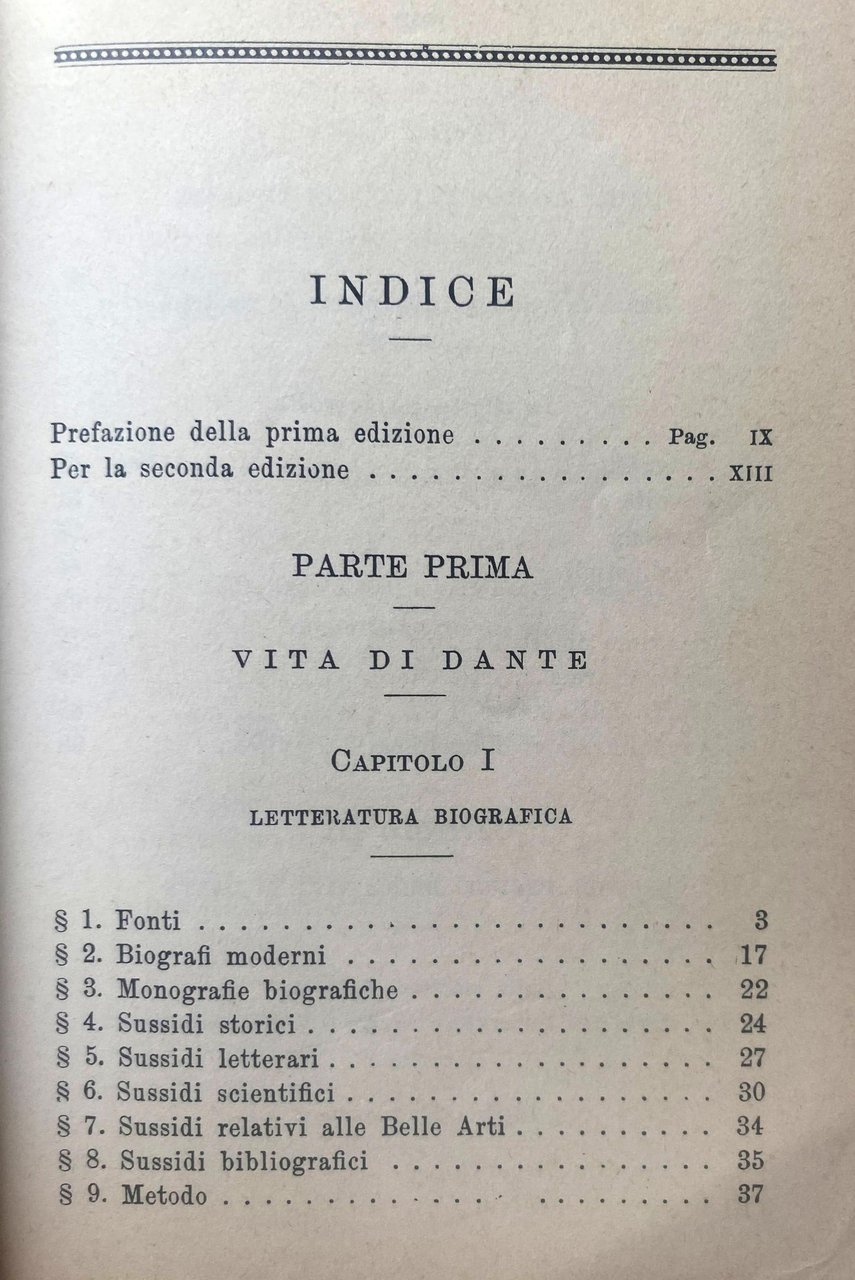 INDICE
Prefazione della prima edizione . . . . . . . . . Pag. IX
Per la seconda edizione . . . . . . . . . . . . . . . . . XIII
PARTE PRIMA
VITA DI DANTE
CAPITOLO I
LETTERATURA BIOGRAFICA
§ 1. Fonti . . . . . . . . . . . . . . . . . . . . . . . . . 3
§ 2. Biografi moderni . . . . . . . . . . . . . . . . . . 17
§ 3. Monografie biografiche . . . . . . . . . . . . . . . 22
§ 4. Sussidi storici . . . . . . . . . . . . . . . . . . . . 24
§ 5. Sussidi letterari . . . . . . . . . . . . . . . . . . . 27
§ 6. Sussidi scientifici . . . . . . . . . . . . . . . . . . 30
§ 7. Sussidi relativi alle Belle Arti . . . . . . . . . . 34
§ 8. Sussidi bibliografici . . . . . . . . . . . . . . . . 35
§ 9. Metodo . . . . . . . . . . . . . . . . . . . . . . . 37